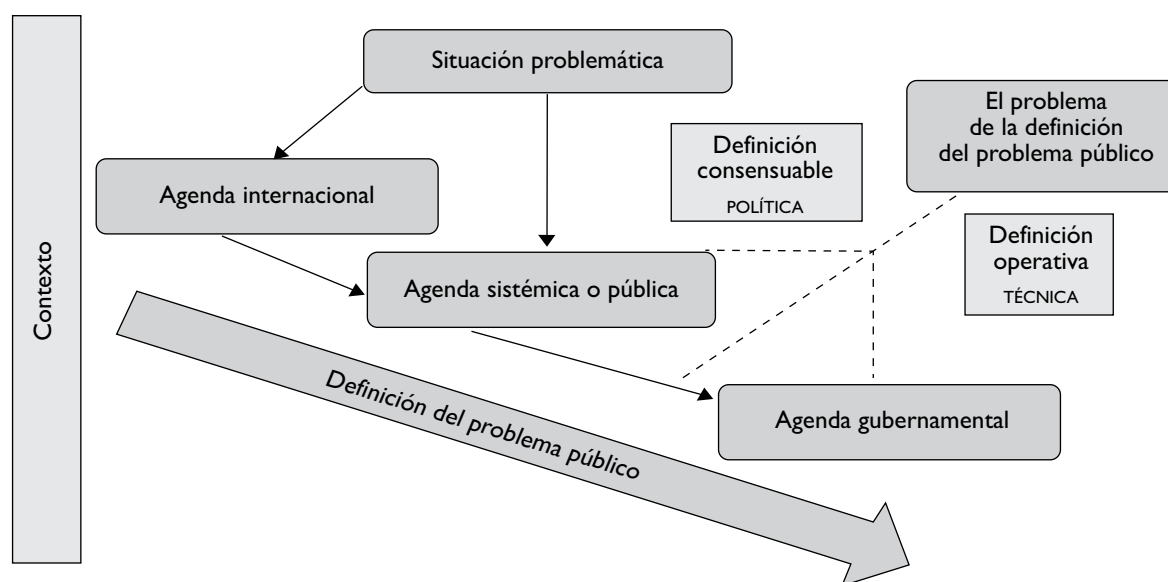 Contexto
Situación problemática
El problema
de la definición
del problema público
Definición
consensuable
POLÍTICA
Agenda internacional
Definición
operativa
TÉCNICA
Agenda sistémica o pública
Definición del problema público
Agenda gubernamental